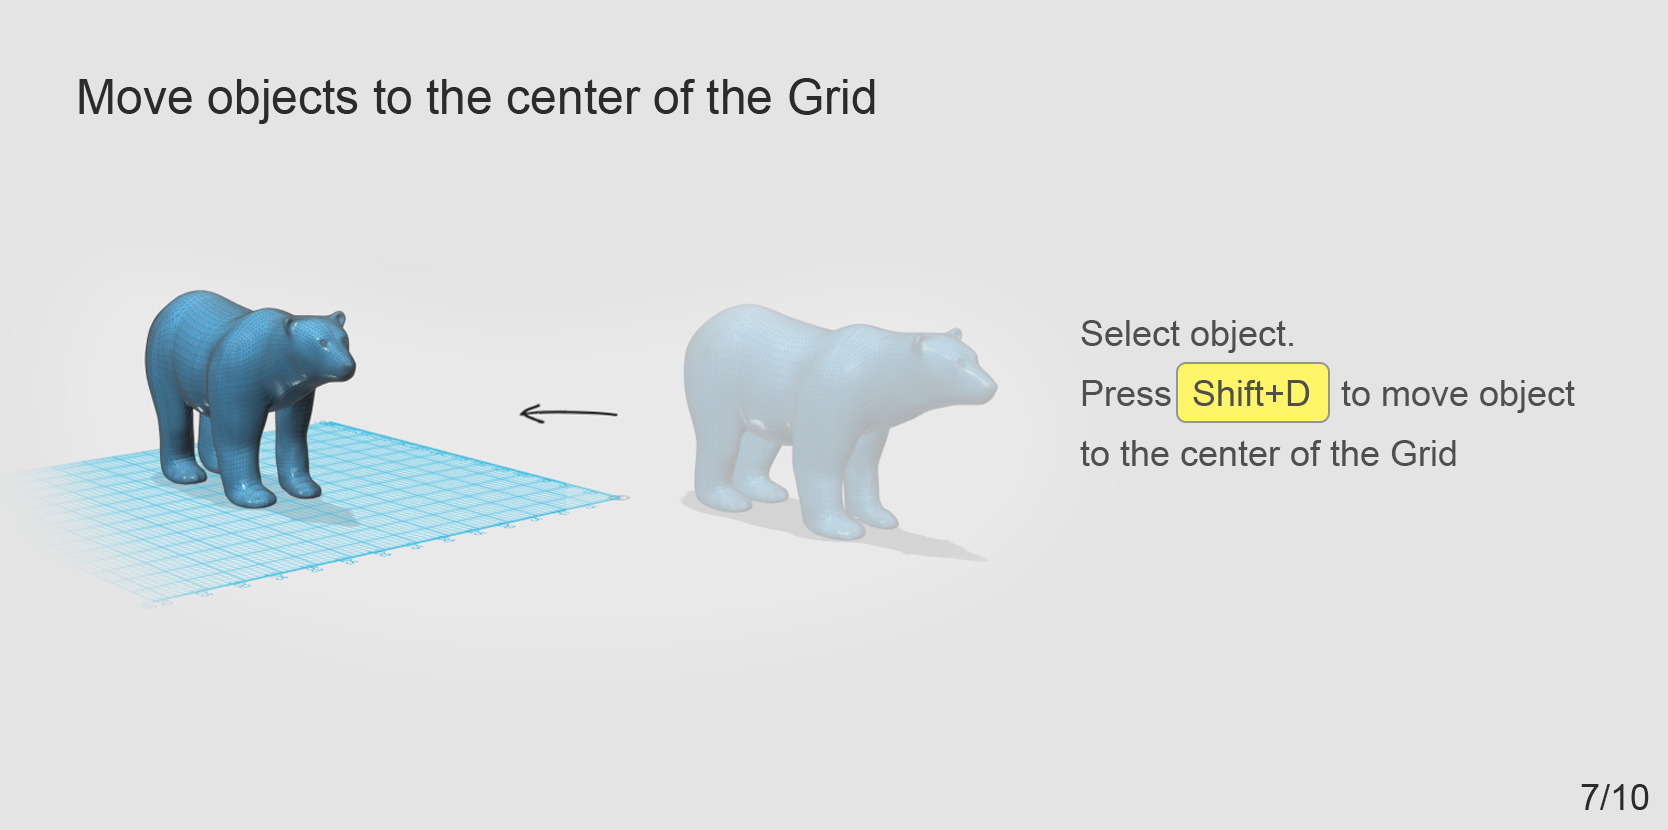 Move objects to the center of the Grid
Select object.
Press Shift+D to move object
to the center of the Grid
7/10